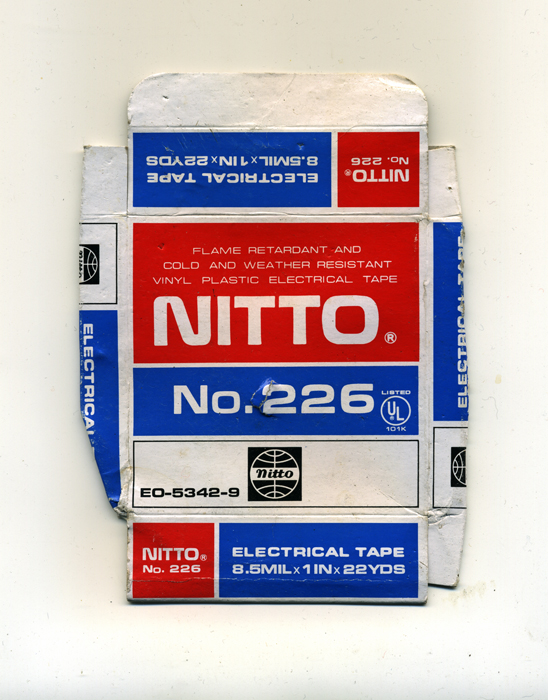 ELECTRICAL TAPE
8.5MIL x 1IN x 22YDS
NITTO®
No. 226
FLAME RETARDANT AND
COLD AND WEATHER RESISTANT
VINYL PLASTIC ELECTRICAL TAPE
NITTO®
No. 226
LISTED
UL
101K
EO-5342-9
Nitto
NITTO®
No. 226
ELECTRICAL TAPE
8.5MIL x 1IN x 22YDS
ELECTRICAL
ELECTRICAL TAPE